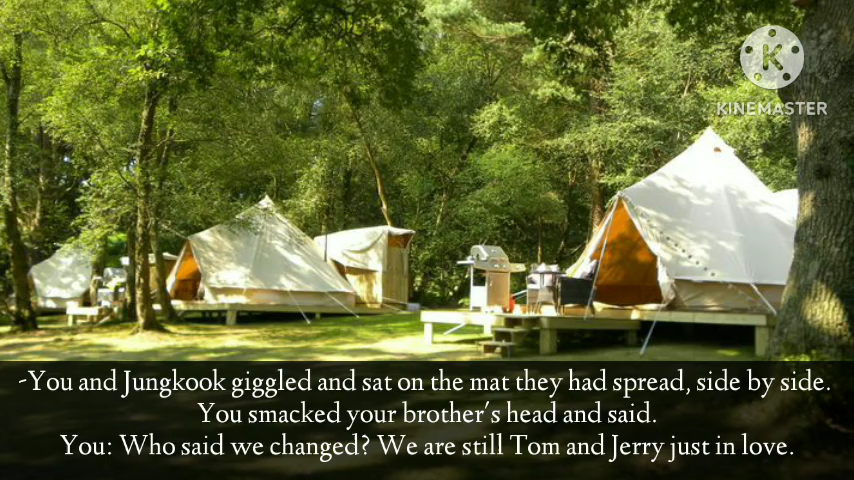 K
KINEMASTER
-You and Jungkook giggled and sat on the mat they had spread, side by side.
You smacked your brother's head and said.
You: Who said we changed? We are still Tom and Jerry just in love.